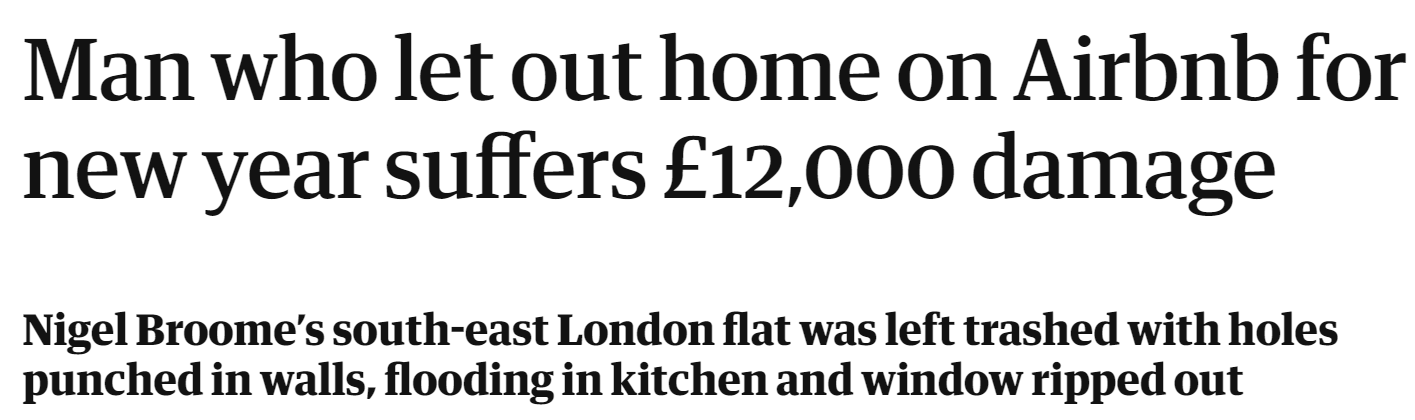 Man who let out home on Airbnb for
new year suffers £12,000 damage
Nigel Broome’s south-east London flat was left trashed with holes
punched in walls, flooding in kitchen and window ripped out